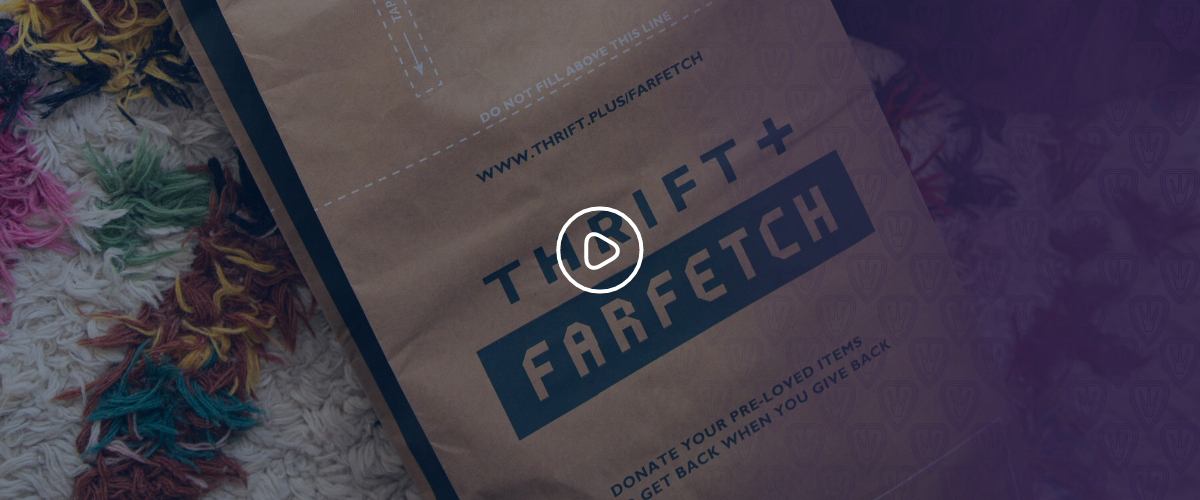 TAP
DO NOT FILL ABOVE THIS LINE
WWW.THRIFT.PLUS/FARFETCH
THRIFT+
FARFETCH
DONATE YOUR PRE-LOVED ITEMS
GET BACK WHEN YOU GIVE BACK